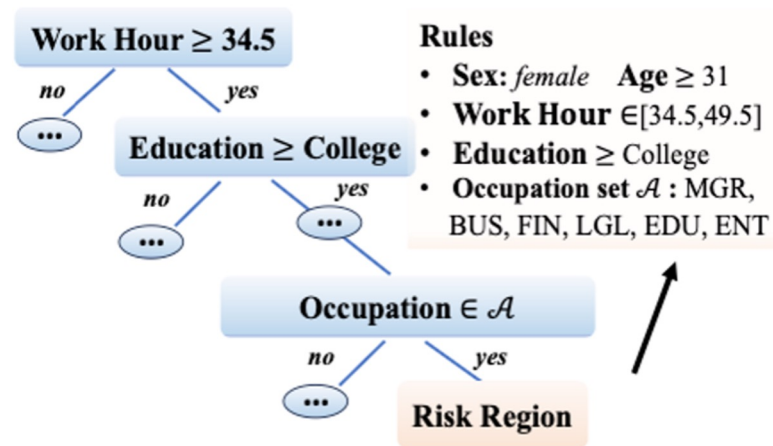 Work Hour ≥ 34.5
no
yes
...
Education ≥ College
no
yes
...
...
Occupation ∈ 𝒜
no
yes
...
Risk Region
Rules
• Sex: female Age ≥ 31
• Work Hour ∈[34.5,49.5]
• Education ≥ College
• Occupation set 𝒜 : MGR,
BUS, FIN, LGL, EDU, ENT